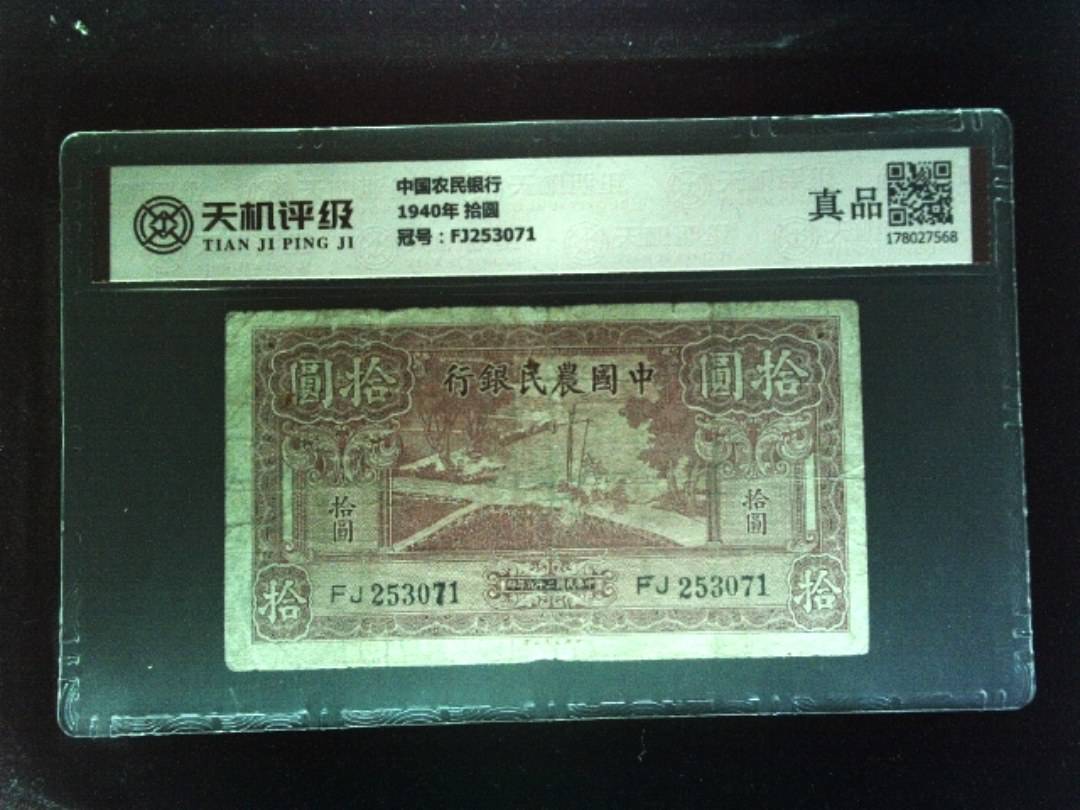 天机评级
TIAN JI PING JI
中国农民银行
1940年 拾圆
冠号：FJ253071
真品
178027568
拾圓
行銀民農國中
拾圓
拾圓
拾圓
拾
FJ 253071
FJ 253071
拾